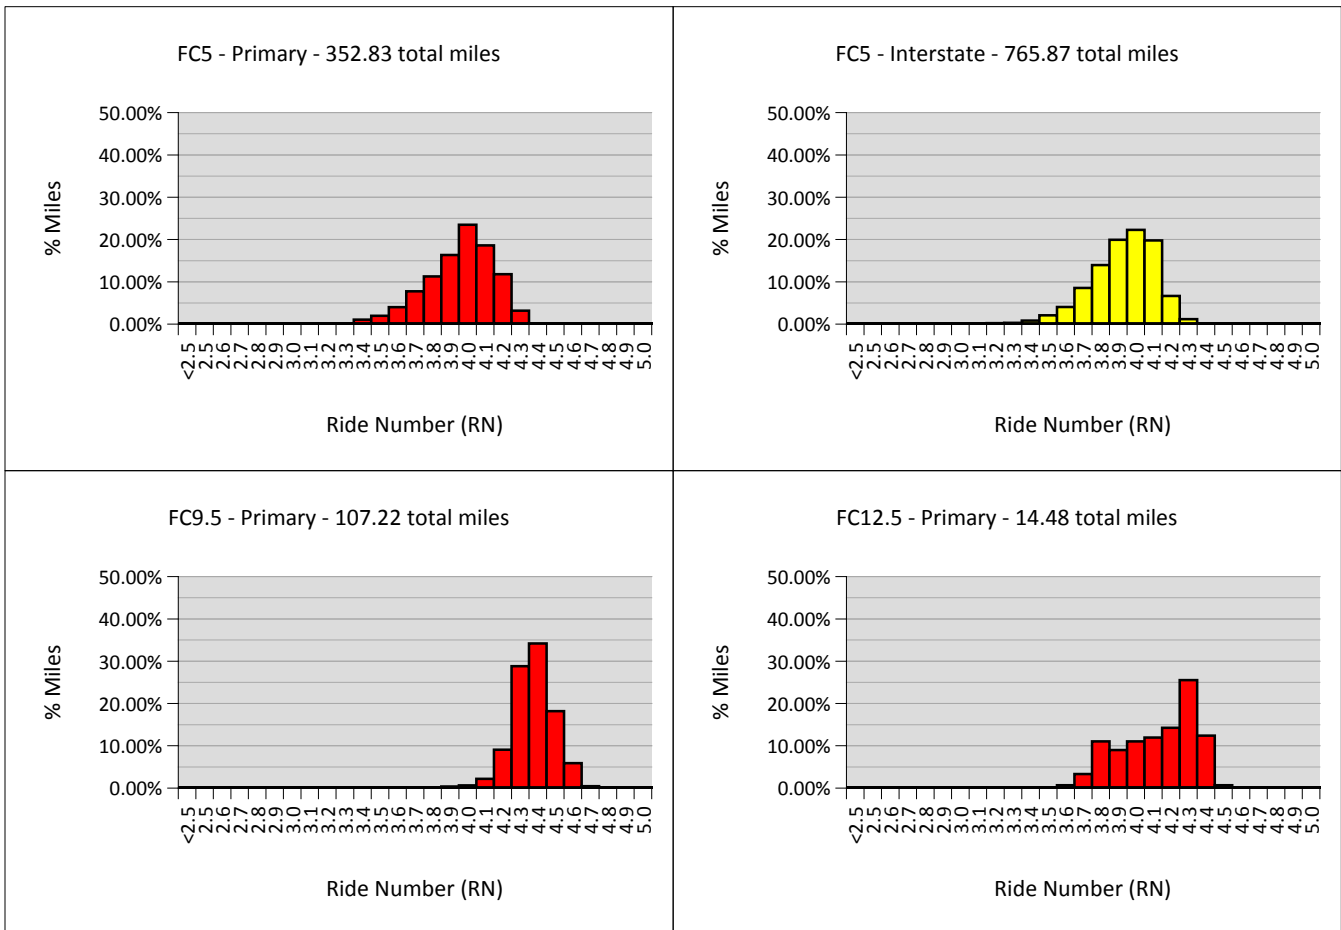 FC5 - Primary - 352.83 total miles
50.00%
40.00%
30.00%
20.00%
10.00%
0.00%
% Miles
<2.5 2.5 2.6 2.7 2.8 2.9 3.0 3.1 3.2 3.3 3.4 3.5 3.6 3.7 3.8 3.9 4.0 4.1 4.2 4.3 4.4 4.5 4.6 4.7 4.8 4.9 5.0
Ride Number (RN)
FC5 - Interstate - 765.87 total miles
50.00%
40.00%
30.00%
20.00%
10.00%
0.00%
% Miles
<2.5 2.5 2.6 2.7 2.8 2.9 3.0 3.1 3.2 3.3 3.4 3.5 3.6 3.7 3.8 3.9 4.0 4.1 4.2 4.3 4.4 4.5 4.6 4.7 4.8 4.9 5.0
Ride Number (RN)
FC9.5 - Primary - 107.22 total miles
50.00%
40.00%
30.00%
20.00%
10.00%
0.00%
% Miles
<2.5 2.5 2.6 2.7 2.8 2.9 3.0 3.1 3.2 3.3 3.4 3.5 3.6 3.7 3.8 3.9 4.0 4.1 4.2 4.3 4.4 4.5 4.6 4.7 4.8 4.9 5.0
Ride Number (RN)
FC12.5 - Primary - 14.48 total miles
50.00%
40.00%
30.00%
20.00%
10.00%
0.00%
% Miles
<2.5 2.5 2.6 2.7 2.8 2.9 3.0 3.1 3.2 3.3 3.4 3.5 3.6 3.7 3.8 3.9 4.0 4.1 4.2 4.3 4.4 4.5 4.6 4.7 4.8 4.9 5.0
Ride Number (RN)